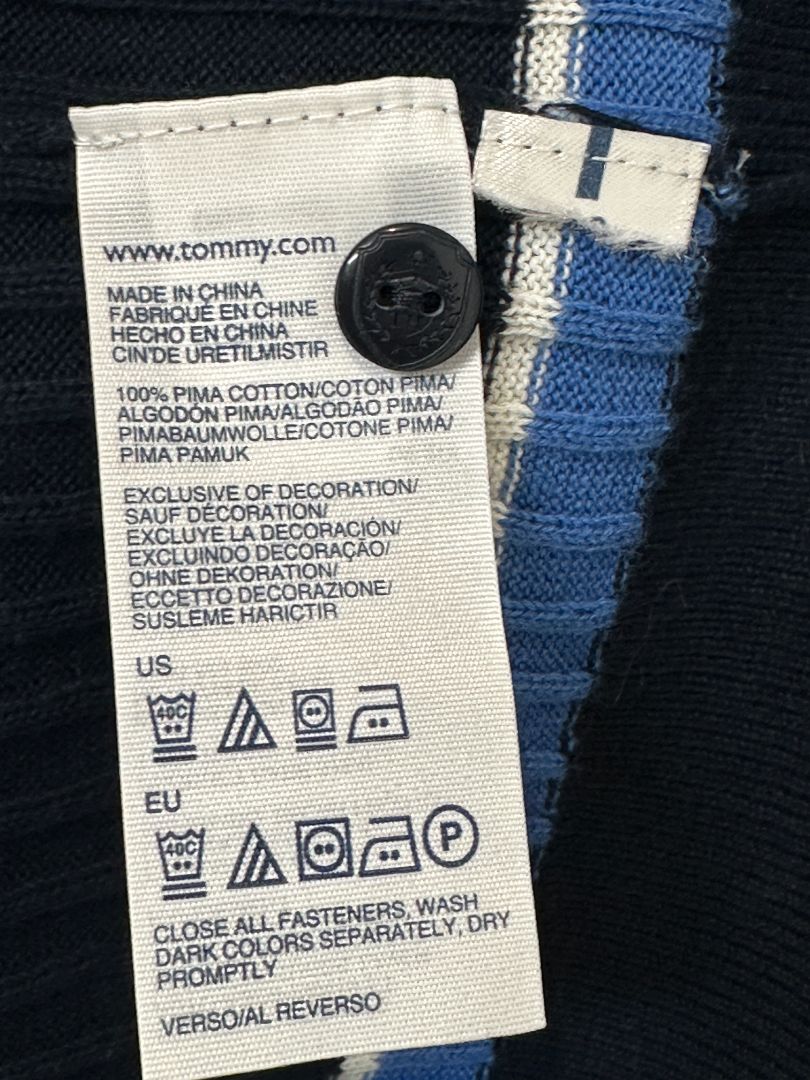 www.tommy.com
MADE IN CHINA
FABRIQUÉ EN CHINE
HECHO EN CHINA
CIN'DE URETILMISTIR
100% PIMA COTTON/COTON PIMA/
ALGODÓN PIMA/ALGODÃO PIMA/
PIMABAUMWOLLE/COTONE PIMA/
PIMA PAMUK
EXCLUSIVE OF DECORATION/
SAUF DÉCORATION/
EXCLUYE LA DECORACIÓN/
EXCLUINDO DECORAÇÃO/
OHNE DEKORATION/
ECCETTO DECORAZIONE/
SUSLEME HARICTIR
US
40C
EU
40C
P
CLOSE ALL FASTENERS, WASH
DARK COLORS SEPARATELY, DRY
PROMPTLY
VERSO/AL REVERSO